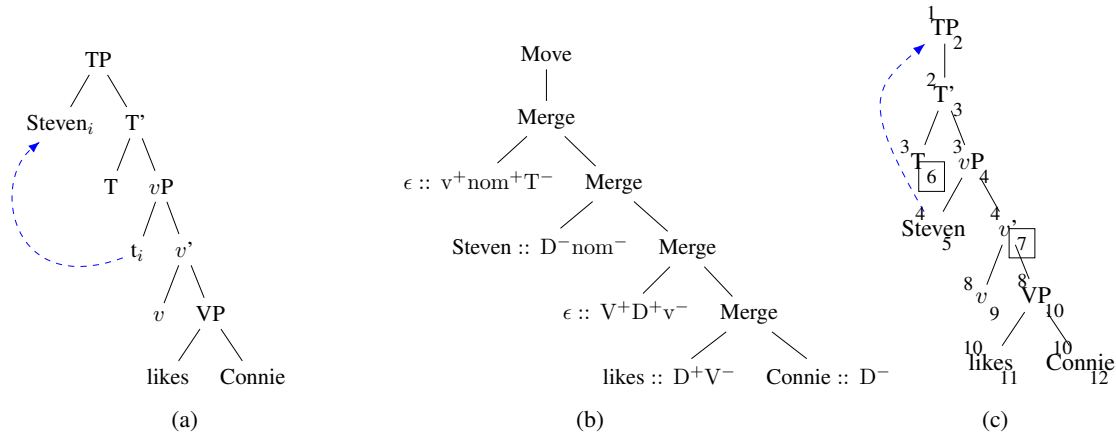 TP
Steven_i T'
T vP
t_i v'
v VP
likes Connie
(a)
Move
Merge
ϵ :: v⁺nom⁺T⁻ Merge
Steven :: D⁻nom⁻ Merge
ϵ :: V⁺D⁺v⁻ Merge
likes :: D⁺V⁻ Connie :: D⁻
(b)
1 TP 2
2 T' 3
3 T 6 3 vP 4
4 Steven 5 4 v' 7
8 v 9 8 VP 10
10 likes 11 10 Connie 12
(c)